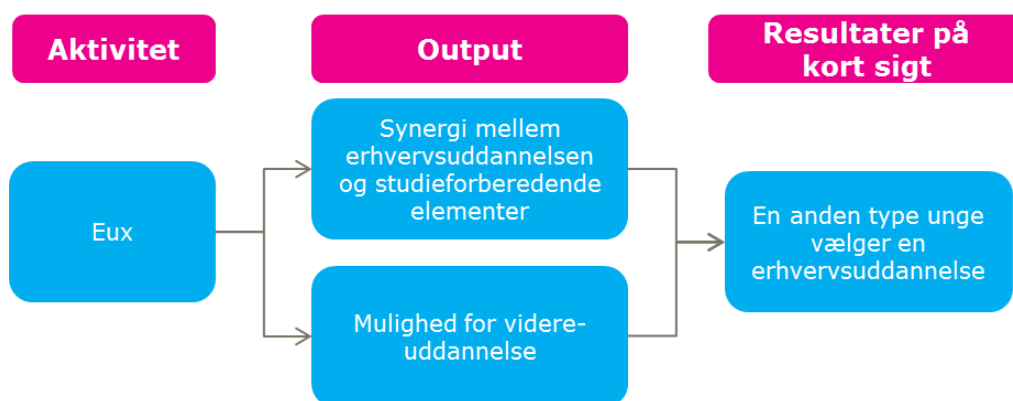 Aktivitet
Output
Resultater på
kort sigt
Eux
Synergi mellem
erhvervsuddannelsen
og studieforberedende
elementer
Mulighed for videre-
uddannelse
En anden type unge
vælger en
erhvervsuddannelse